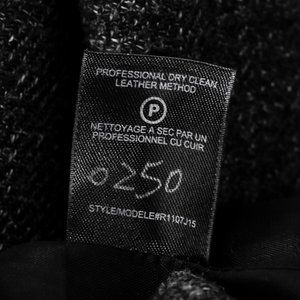 PROFESSIONAL DRY CLEAN
LEATHER METHOD
P
NETTOYAGE A SEC PAR UN
PROFESSIONNEL CU CUIR
0250
STYLE/MODELE#R1107J15